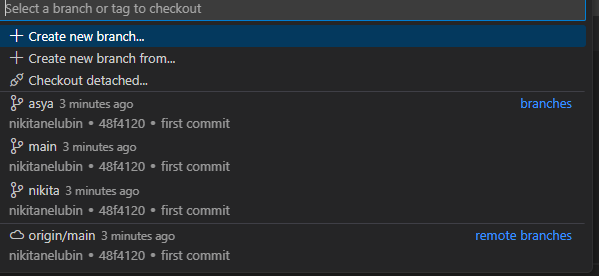 Select a branch or tag to checkout
Create new branch...
Create new branch from...
Checkout detached...
asya 3 minutes ago branches
nikitanelubin • 48f4120 • first commit
main 3 minutes ago
nikitanelubin • 48f4120 • first commit
nikita 3 minutes ago
nikitanelubin • 48f4120 • first commit
origin/main 3 minutes ago remote branches
nikitanelubin • 48f4120 • first commit